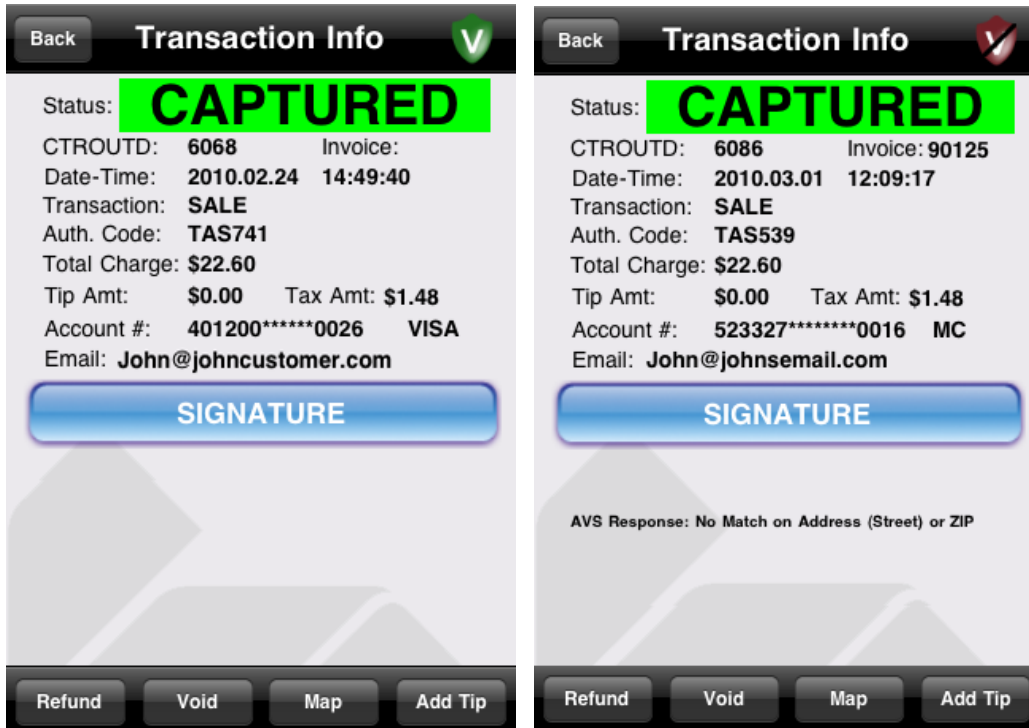 Back Transaction Info V
Status: CAPTURED
CTROUTD: 6068 Invoice:
Date-Time: 2010.02.24 14:49:40
Transaction: SALE
Auth. Code: TAS741
Total Charge: $22.60
Tip Amt: $0.00 Tax Amt: $1.48
Account #: 401200******0026 VISA
Email: John@johncustomer.com
SIGNATURE
Refund Void Map Add Tip
Back Transaction Info V
Status: CAPTURED
CTROUTD: 6086 Invoice: 90125
Date-Time: 2010.03.01 12:09:17
Transaction: SALE
Auth. Code: TAS539
Total Charge: $22.60
Tip Amt: $0.00 Tax Amt: $1.48
Account #: 523327********0016 MC
Email: John@johnsemail.com
SIGNATURE
AVS Response: No Match on Address (Street) or ZIP
Refund Void Map Add Tip